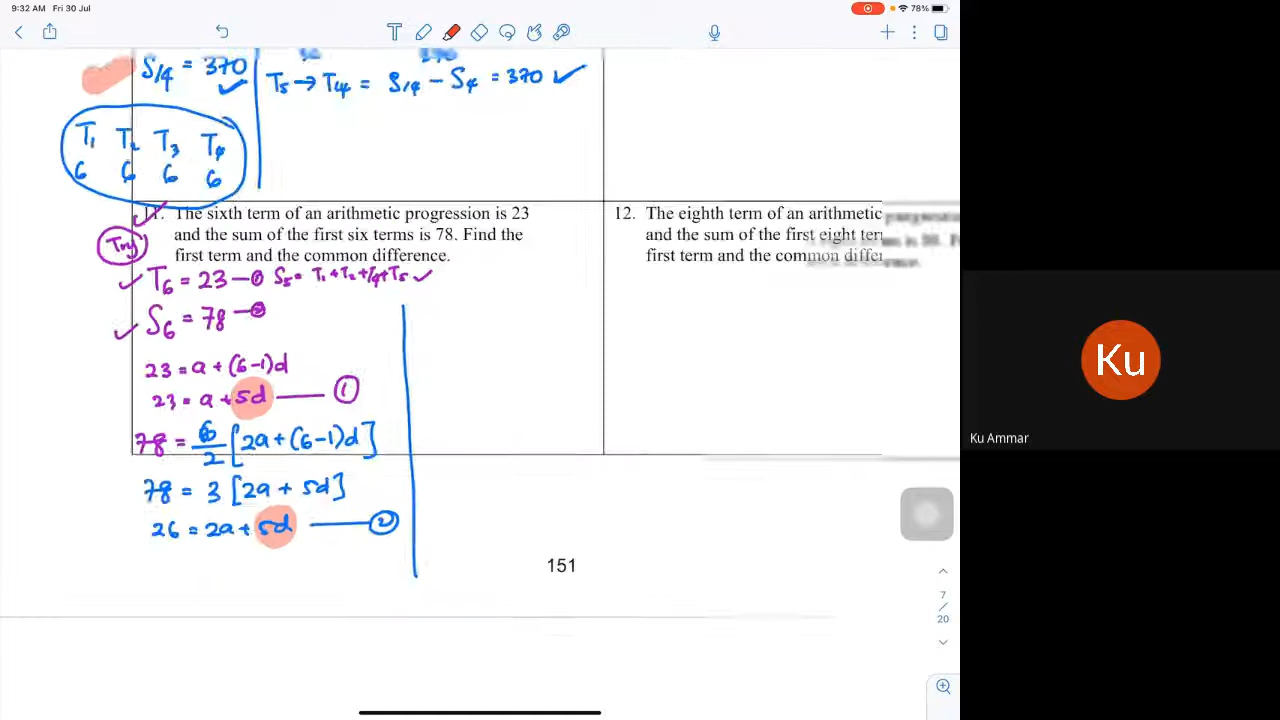 9:32 AM Fri 30 Jul
78%
S14 = 370
T5 → T14 = S14 − S4 = 370 ✓
T1 T2 T3 T4
6 6 6 6
11. The sixth term of an arithmetic progression is 23
and the sum of the first six terms is 78. Find the
first term and the common difference.
Try
T6 = 23 — ① S5 = T1 + T2 + T4 + T5 ✓
S6 = 78 — ②
23 = a + (6-1)d
23 = a + 5d — ①
78 = 6/2 [2a + (6-1)d]
78 = 3 [2a + 5d]
26 = 2a + 5d — ②
12. The eighth term of an arithmetic
and the sum of the first eight ter
first term and the common differ
151
7
/
20
Ku
Ku Ammar